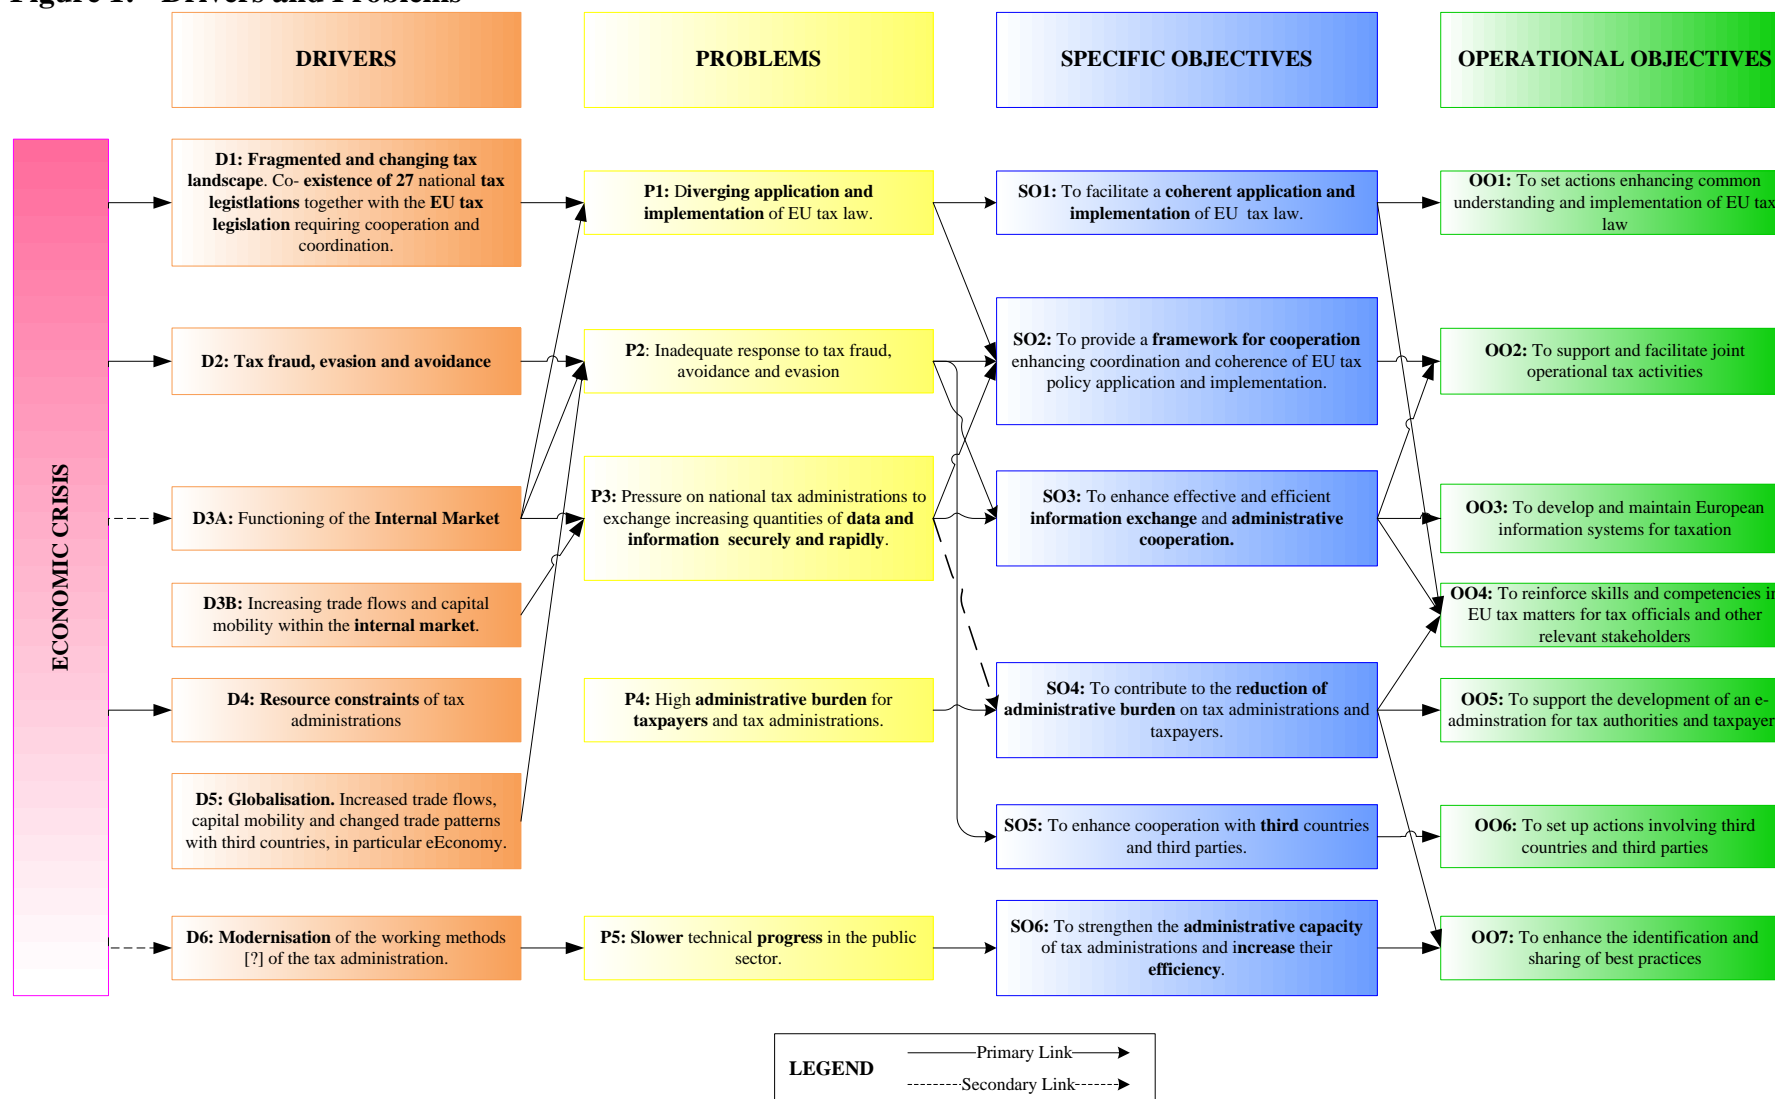 Figure 1: Drivers and Problems
DRIVERS
PROBLEMS
SPECIFIC OBJECTIVES
OPERATIONAL OBJECTIVES
ECONOMIC CRISIS
D1: Fragmented and changing tax
landscape. Co- existence of 27 national tax
legistlations together with the EU tax
legislation requiring cooperation and
coordination.
D2: Tax fraud, evasion and avoidance
D3A: Functioning of the Internal Market
D3B: Increasing trade flows and capital
mobility within the internal market.
D4: Resource constraints of tax
administrations
D5: Globalisation. Increased trade flows,
capital mobility and changed trade patterns
with third countries, in particular eEconomy.
D6: Modernisation of the working methods
[?] of the tax administration.
P1: Diverging application and
implementation of EU tax law.
P2: Inadequate response to tax fraud,
avoidance and evasion
P3: Pressure on national tax administrations to
exchange increasing quantities of data and
information securely and rapidly.
P4: High administrative burden for
taxpayers and tax administrations.
P5: Slower technical progress in the public
sector.
SO1: To facilitate a coherent application and
implementation of EU tax law.
SO2: To provide a framework for cooperation
enhancing coordination and coherence of EU tax
policy application and implementation.
SO3: To enhance effective and efficient
information exchange and administrative
cooperation.
SO4: To contribute to the reduction of
administrative burden on tax administrations and
taxpayers.
SO5: To enhance cooperation with third countries
and third parties.
SO6: To strengthen the administrative capacity
of tax administrations and increase their
efficiency.
OO1: To set actions enhancing common
understanding and implementation of EU tax
law
OO2: To support and facilitate joint
operational tax activities
OO3: To develop and maintain European
information systems for taxation
OO4: To reinforce skills and competencies in
EU tax matters for tax officials and other
relevant stakeholders
OO5: To support the development of an e-
adminstration for tax authorities and taxpayer
OO6: To set up actions involving third
countries and third parties
OO7: To enhance the identification and
sharing of best practices
LEGEND
Primary Link
Secondary Link